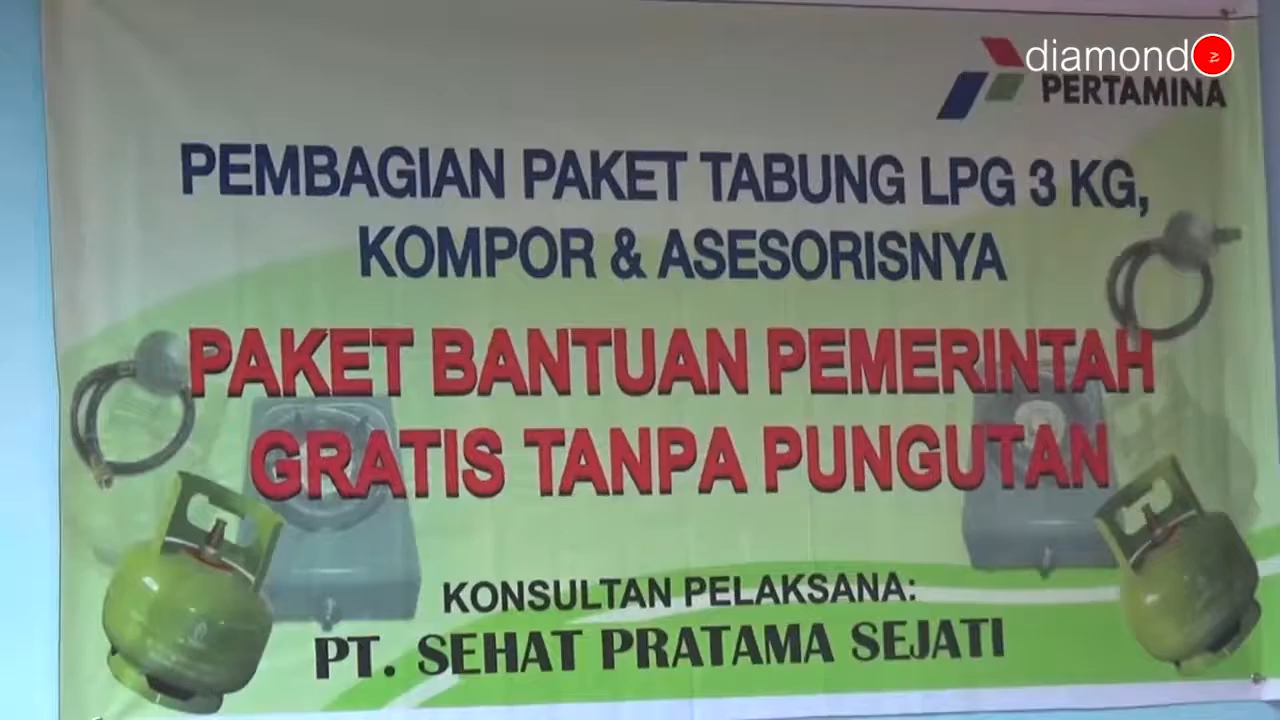 diamond
PERTAMINA
PEMBAGIAN PAKET TABUNG LPG 3 KG,
KOMPOR & ASESORISNYA
PAKET BANTUAN PEMERINTAH
GRATIS TANPA PUNGUTAN
KONSULTAN PELAKSANA:
PT. SEHAT PRATAMA SEJATI